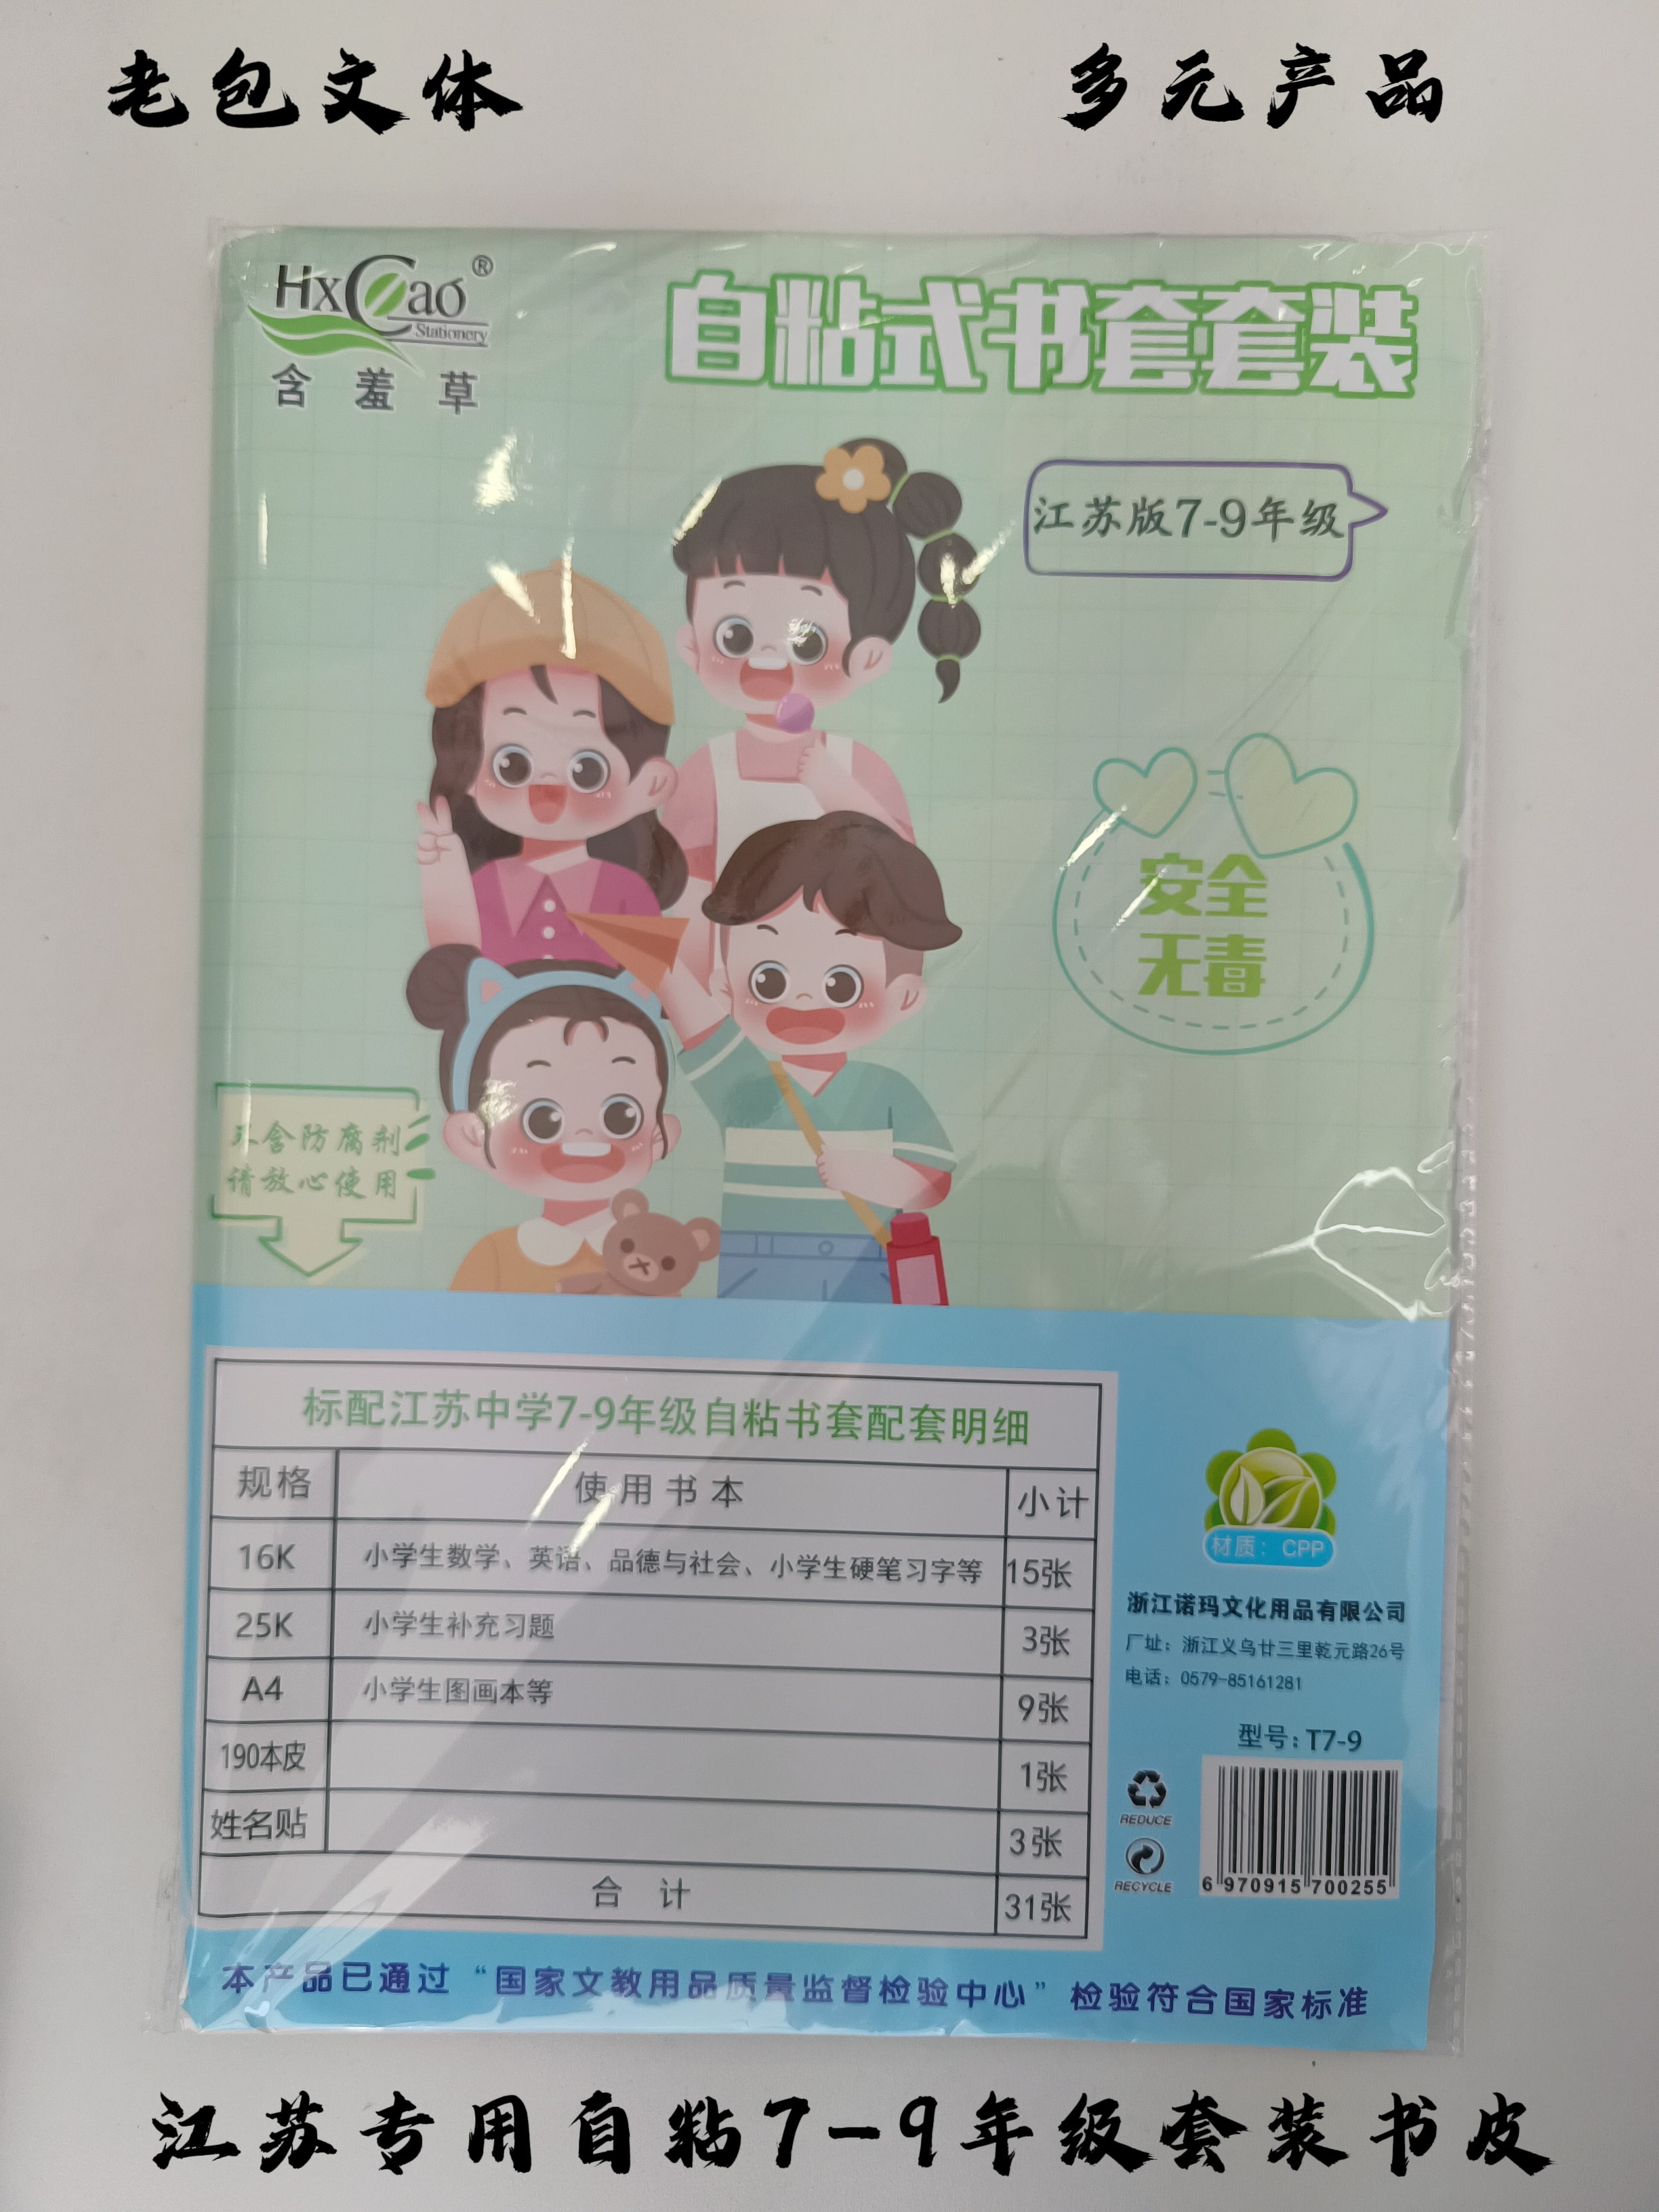 老包文体
多元产品
HxCao®
Stationery
含羞草
自粘式书套套装
江苏版7-9年级
安全
无毒
不含防腐剂
请放心使用
标配江苏中学7-9年级自粘书套配套明细
规格 使用书本 小计
16K 小学生数学、英语、品德与社会、小学生硬笔习字等 15张
25K 小学生补充习题 3张
A4 小学生图画本等 9张
190本皮 1张
姓名贴 3张
合计 31张
材质：CPP
浙江诺玛文化用品有限公司
厂址：浙江义乌廿三里乾元路26号
电话：0579-85161281
型号：T7-9
REDUCE
RECYCLE
6 970915 700255
本产品已通过“国家文教用品质量监督检验中心”检验符合国家标准
江苏专用自粘7-9年级套装书皮